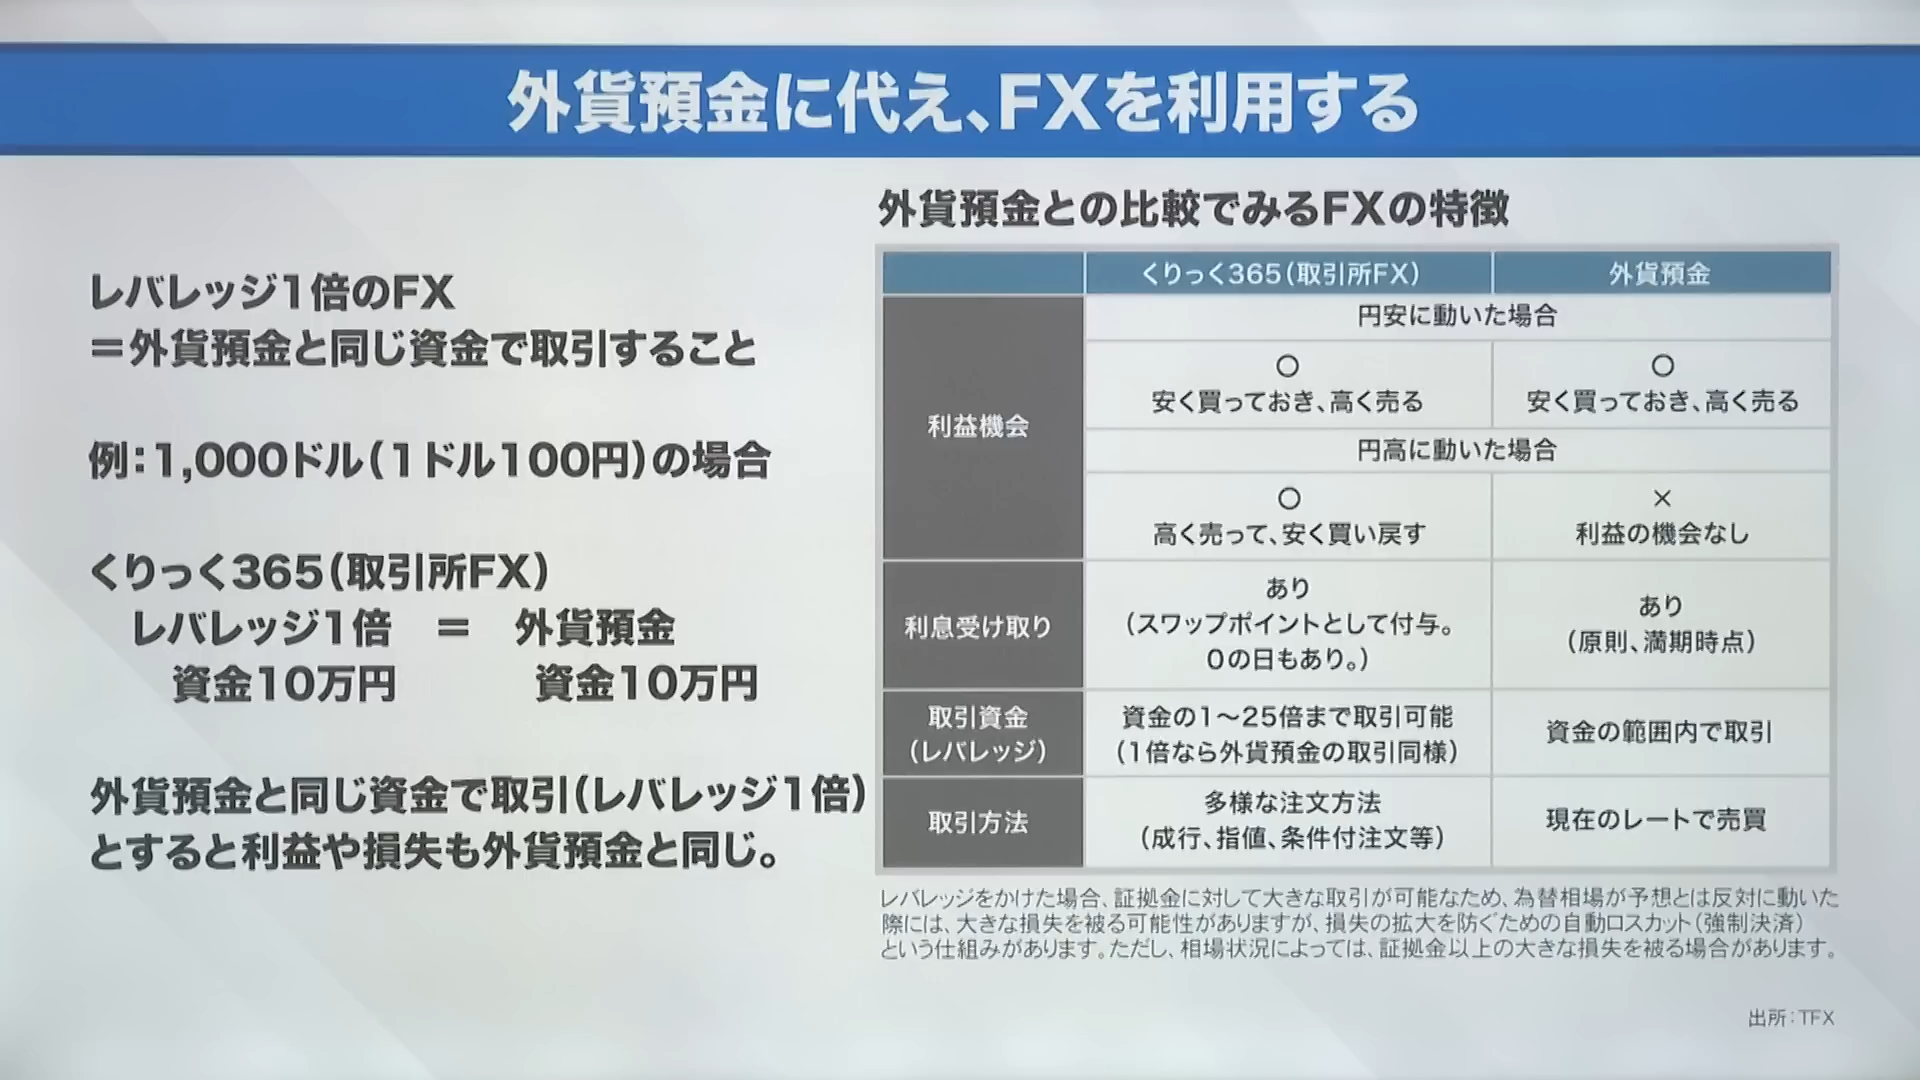 外貨預金に代え、FXを利用する
レバレッジ1倍のFX
＝外貨預金と同じ資金で取引すること
例：1,000ドル（1ドル100円）の場合
くりっく365（取引所FX）
レバレッジ1倍 ＝ 外貨預金
資金10万円 資金10万円
外貨預金と同じ資金で取引（レバレッジ1倍）
とすると利益や損失も外貨預金と同じ。
外貨預金との比較でみるFXの特徴
くりっく365（取引所FX） 外貨預金
利益機会
円安に動いた場合
〇 〇
安く買っておき、高く売る 安く買っておき、高く売る
円高に動いた場合
〇 ×
高く売って、安く買い戻す 利益の機会なし
利息受け取り
あり
（スワップポイントとして付与。
0の日もあり。）
あり
（原則、満期時点）
取引資金
（レバレッジ）
資金の1～25倍まで取引可能
（1倍なら外貨預金の取引同様）
資金の範囲内で取引
取引方法
多様な注文方法
（成行、指値、条件付注文等）
現在のレートで売買
レバレッジをかけた場合、証拠金に対して大きな取引が可能なため、為替相場が予想とは反対に動いた
際には、大きな損失を被る可能性がありますが、損失の拡大を防ぐための自動ロスカット（強制決済）
という仕組みがあります。ただし、相場状況によっては、証拠金以上の大きな損失を被る場合があります。
出所：TFX